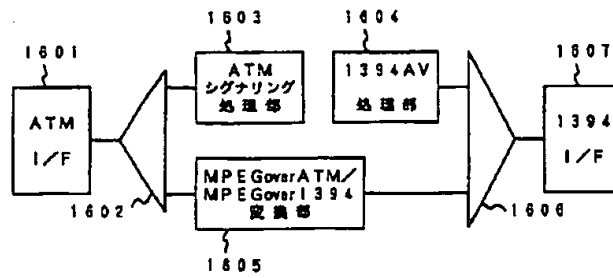 1603
1604
1601
1607
ATM
シグナリング
処理部
1394AV
処理部
ATM
I/F
1394
I/F
MPEGoverATM/
MPEGover1394
変換部
1602
1606
1605